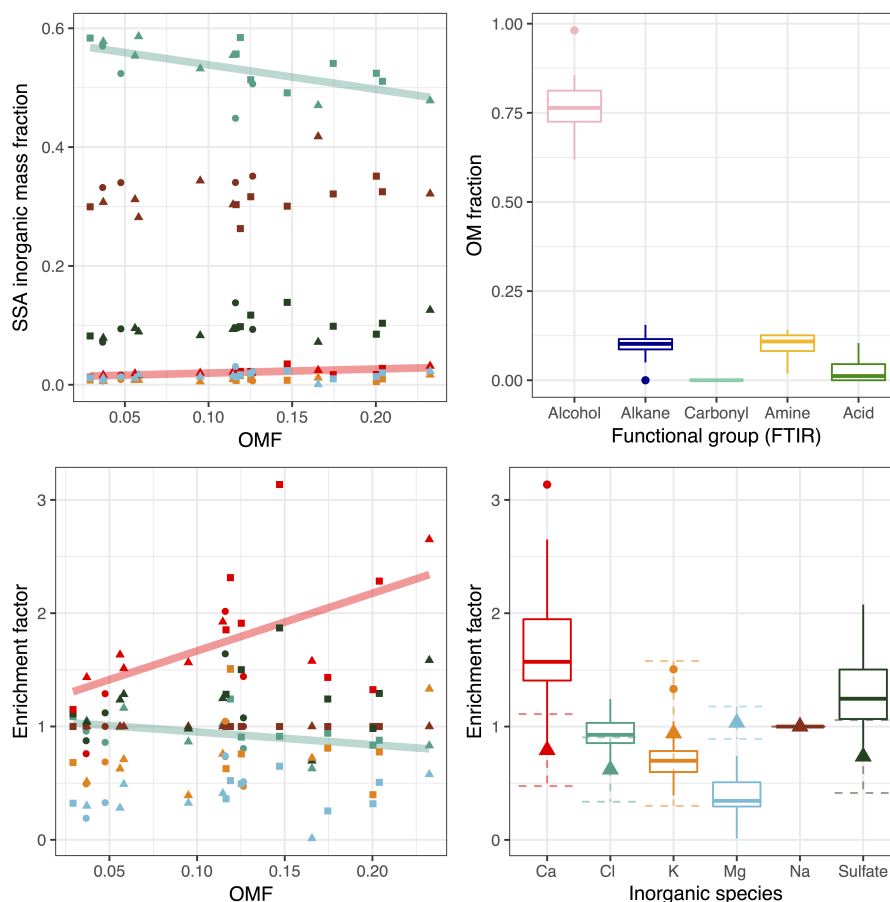 0.6
0.4
0.2
0.0
SSA inorganic mass fraction
0.05 0.10 0.15 0.20
OMF
1.00
0.75
0.50
0.25
0.00
OM fraction
Alcohol Alkane Carbonyl Amine Acid
Functional group (FTIR)
3
2
1
0
Enrichment factor
0.05 0.10 0.15 0.20
OMF
3
2
1
0
Enrichment factor
Ca Cl K Mg Na Sulfate
Inorganic species